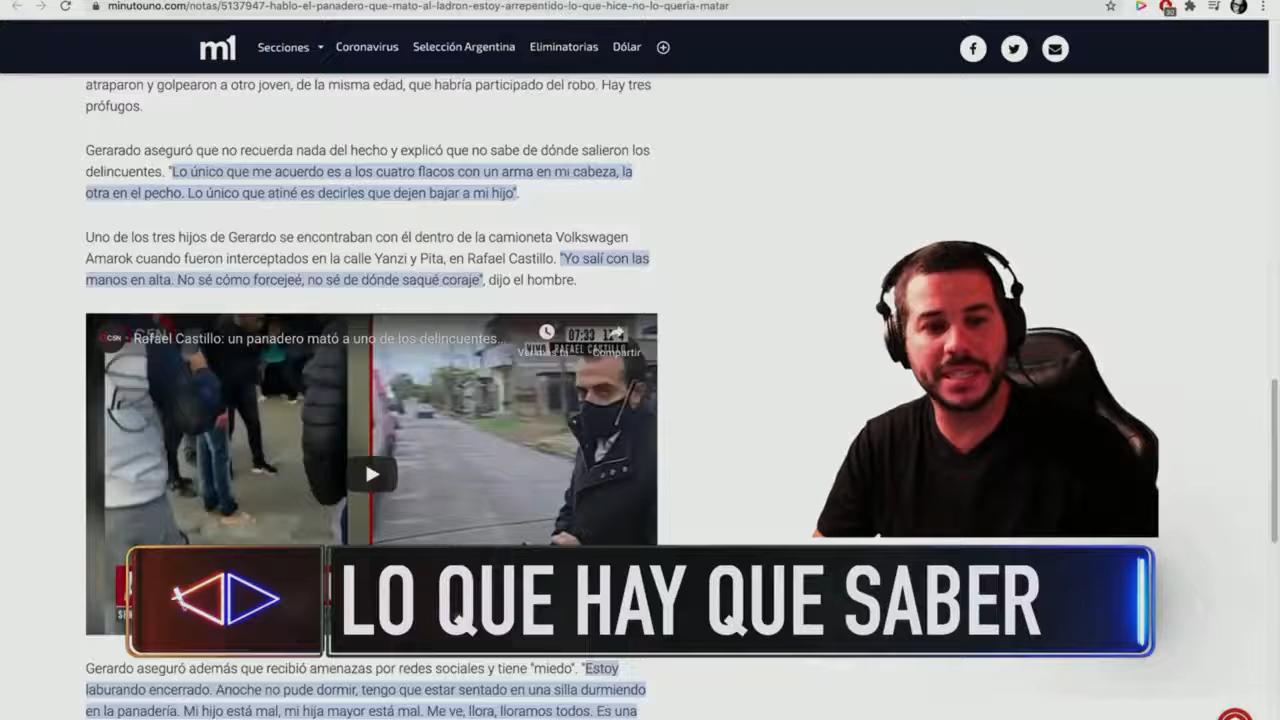 minutouno.com/notas/5137947-hablo-el-panadero-que-mato-al-ladron-estoy-arrepentido-lo-que-hice-no-lo-queria-matar
m1
Secciones
Coronavirus
Selección Argentina
Eliminatorias
Dólar
atraparon y golpearon a otro joven, de la misma edad, que habría participado del robo. Hay tres
prófugos.
Gerarado aseguró que no recuerda nada del hecho y explicó que no sabe de dónde salieron los
delincuentes. "Lo único que me acuerdo es a los cuatro flacos con un arma en mi cabeza, la
otra en el pecho. Lo único que atiné es decirles que dejen bajar a mi hijo".
Uno de los tres hijos de Gerardo se encontraban con él dentro de la camioneta Volkswagen
Amarok cuando fueron interceptados en la calle Yanzi y Pita, en Rafael Castillo. "Yo salí con las
manos en alta. No sé cómo forcejeé, no sé de dónde saqué coraje", dijo el hombre.
C5N
Rafael Castillo: un panadero mató a uno de los delincuentes...
07:33
RAFAEL CASTILLO
Compartir
LO QUE HAY QUE SABER
Gerardo aseguró además que recibió amenazas por redes sociales y tiene "miedo". "Estoy
laburando encerrado. Anoche no pude dormir, tengo que estar sentado en una silla durmiendo
en la panadería. Mi hijo está mal, mi hija mayor está mal. Me ve, llora, lloramos todos. Es una